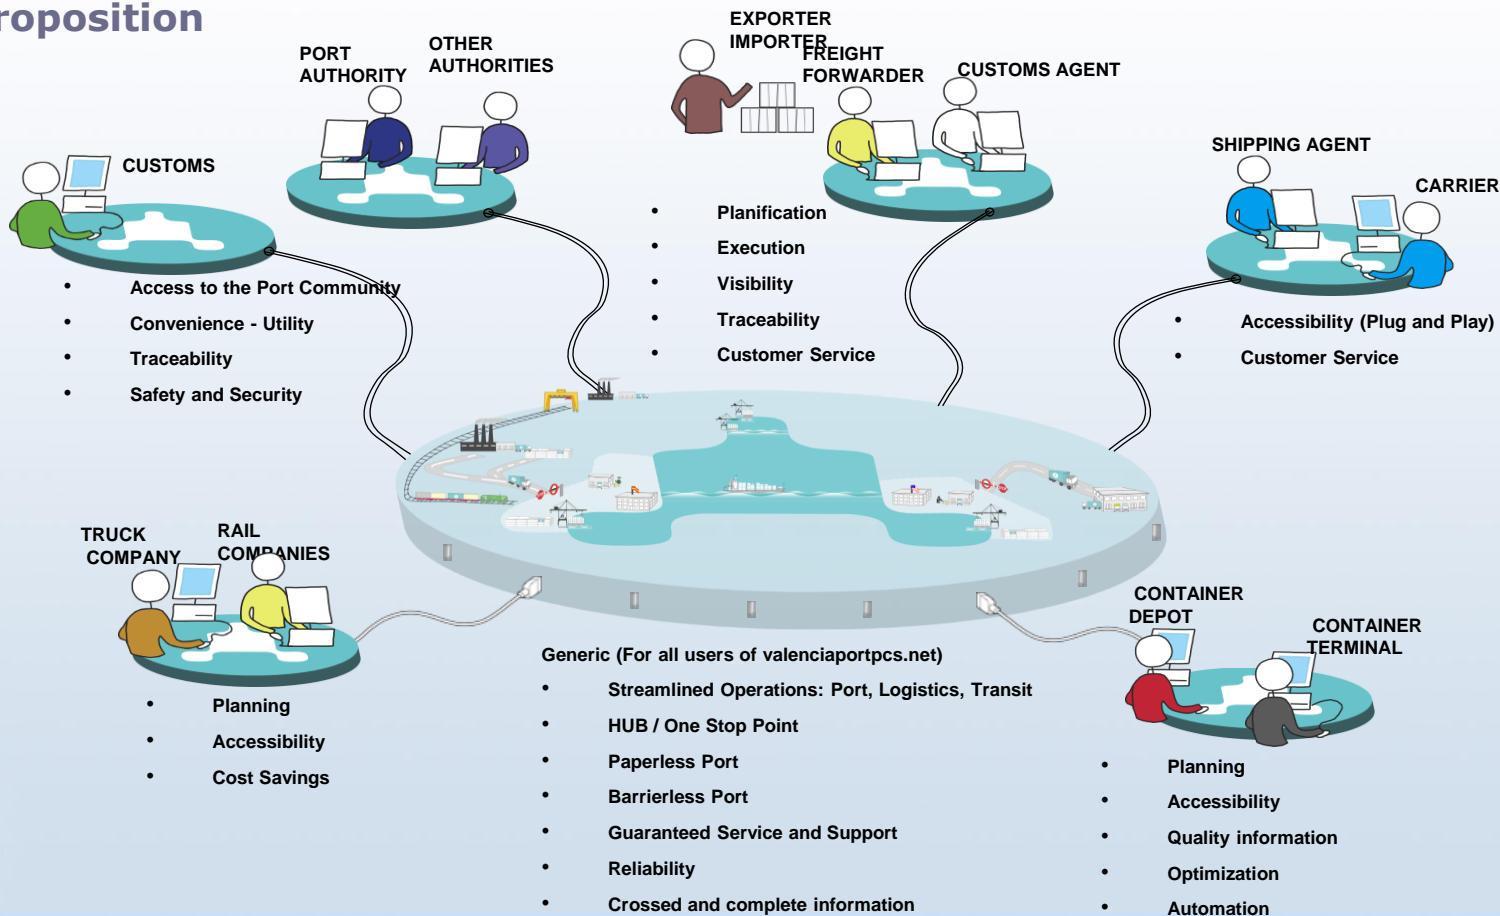 roposition
PORT
AUTHORITY
OTHER
AUTHORITIES
EXPORTER
IMPORTER
FREIGHT
FORWARDER
CUSTOMS AGENT
CUSTOMS
SHIPPING AGENT
CARRIER
• Access to the Port Community
• Convenience - Utility
• Traceability
• Safety and Security
• Planification
• Execution
• Visibility
• Traceability
• Customer Service
• Accessibility (Plug and Play)
• Customer Service
TRUCK
COMPANY
RAIL
COMPANIES
• Planning
• Accessibility
• Cost Savings
Generic (For all users of valenciaportpcs.net)
• Streamlined Operations: Port, Logistics, Transit
• HUB / One Stop Point
• Paperless Port
• Barrierless Port
• Guaranteed Service and Support
• Reliability
• Crossed and complete information
CONTAINER
DEPOT
CONTAINER
TERMINAL
• Planning
• Accessibility
• Quality information
• Optimization
• Automation